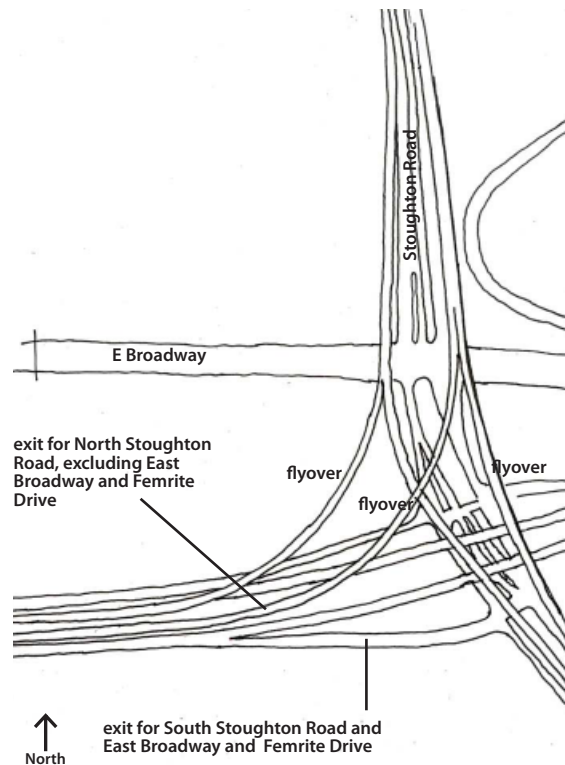 Stoughton Road
E Broadway
exit for North Stoughton
Road, excluding East
Broadway and Femrite
Drive
flyover
flyover
flyover
exit for South Stoughton Road and
East Broadway and Femrite Drive
North